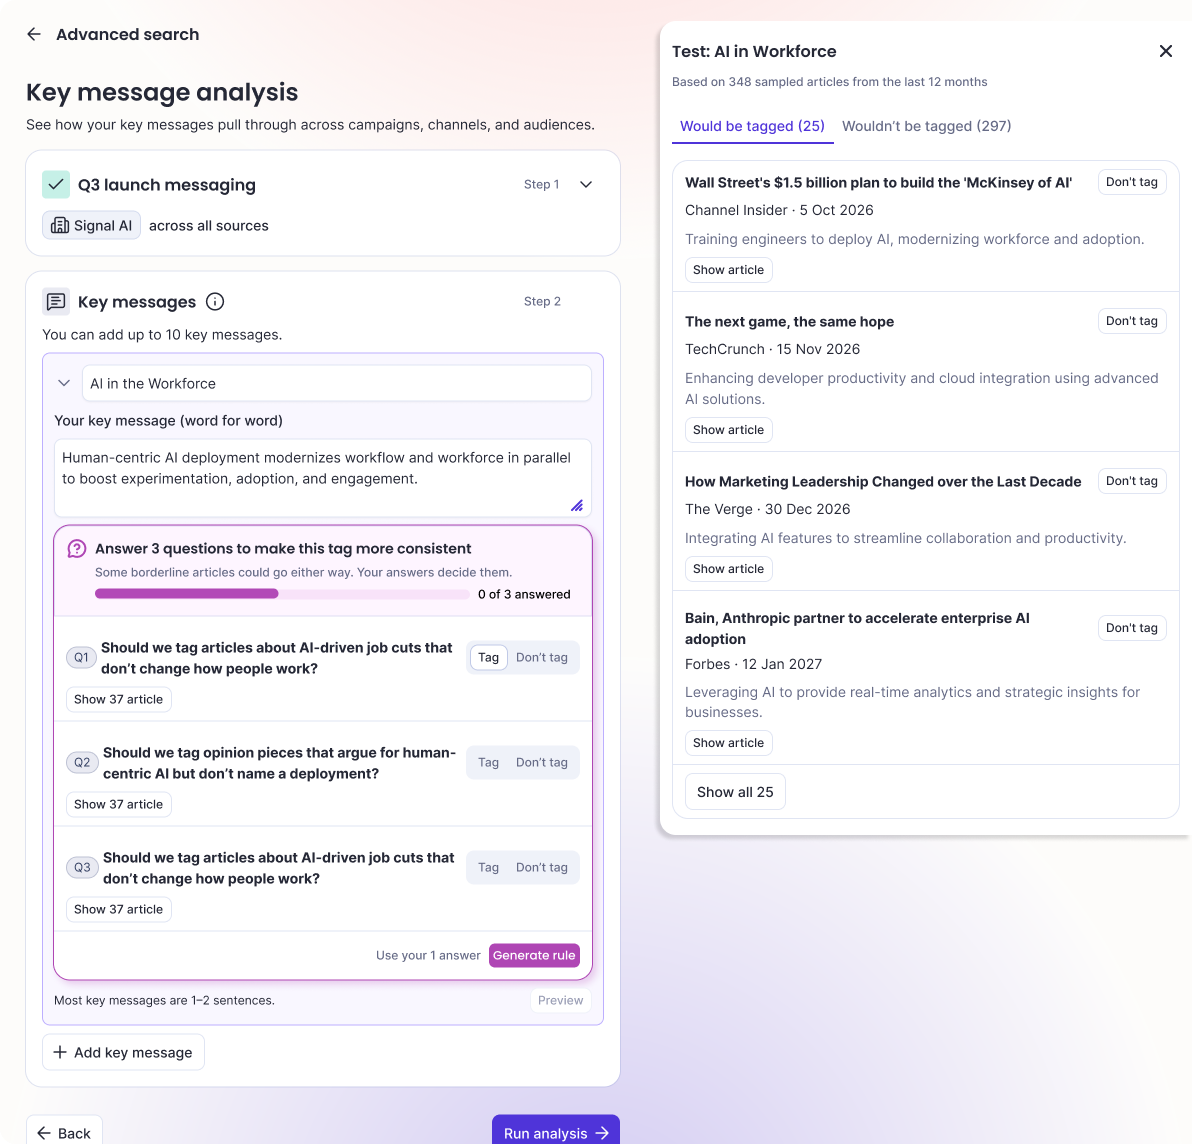 Advanced search
Key message analysis
See how your key messages pull through across campaigns, channels, and audiences.
Q3 launch messaging
Step 1
Signal AI
across all sources
Key messages
Step 2
You can add up to 10 key messages.
AI in the Workforce
Your key message (word for word)
Human-centric AI deployment modernizes workflow and workforce in parallel
to boost experimentation, adoption, and engagement.
Answer 3 questions to make this tag more consistent
Some borderline articles could go either way. Your answers decide them.
0 of 3 answered
Q1
Should we tag articles about AI-driven job cuts that
don’t change how people work?
Tag
Don’t tag
Show 37 article
Q2
Should we tag opinion pieces that argue for human-
centric AI but don’t name a deployment?
Tag
Don’t tag
Show 37 article
Q3
Should we tag articles about AI-driven job cuts that
don’t change how people work?
Tag
Don’t tag
Show 37 article
Use your 1 answer
Generate rule
Most key messages are 1–2 sentences.
Preview
Add key message
Back
Run analysis
Test: AI in Workforce
Based on 348 sampled articles from the last 12 months
Would be tagged (25)
Wouldn’t be tagged (297)
Wall Street's $1.5 billion plan to build the 'McKinsey of AI'
Don't tag
Channel Insider · 5 Oct 2026
Training engineers to deploy AI, modernizing workforce and adoption.
Show article
The next game, the same hope
Don't tag
TechCrunch · 15 Nov 2026
Enhancing developer productivity and cloud integration using advanced
AI solutions.
Show article
How Marketing Leadership Changed over the Last Decade
Don't tag
The Verge · 30 Dec 2026
Integrating AI features to streamline collaboration and productivity.
Show article
Bain, Anthropic partner to accelerate enterprise AI
adoption
Don't tag
Forbes · 12 Jan 2027
Leveraging AI to provide real-time analytics and strategic insights for
businesses.
Show article
Show all 25